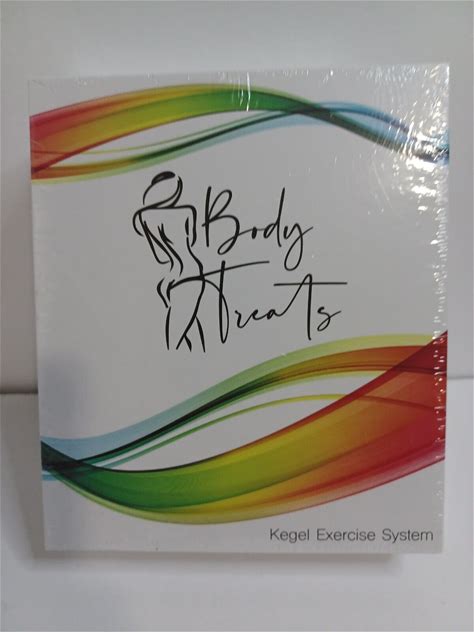 Body
Treats
Kegel Exercise System